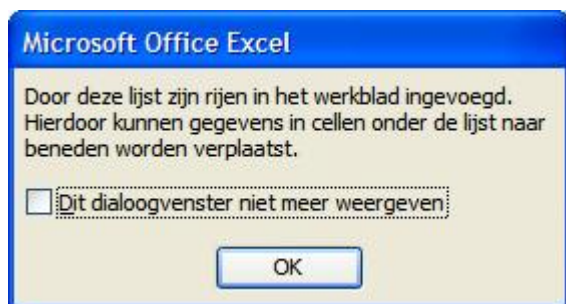 Microsoft Office Excel
Door deze lijst zijn rijen in het werkblad ingevoegd.
Hierdoor kunnen gegevens in cellen onder de lijst naar
beneden worden verplaatst.
Dit dialoogvenster niet meer weergeven
OK